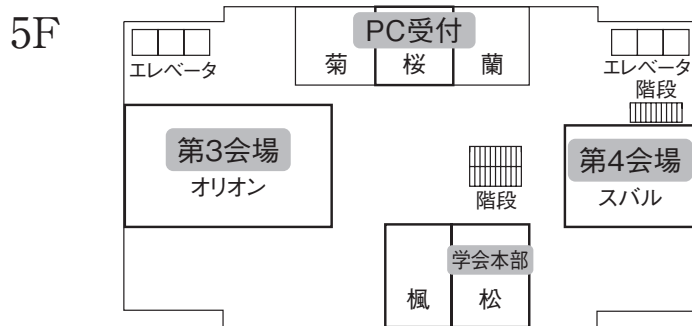 5F
エレベータ
PC受付
菊 桜 蘭
エレベータ
階段
第3会場
オリオン
階段
第4会場
スバル
学会本部
楓 松